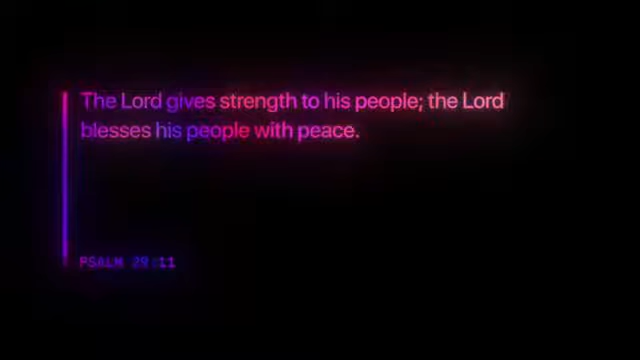 The Lord gives strength to his people; the Lord
blesses his people with peace.
PSALM 29:11